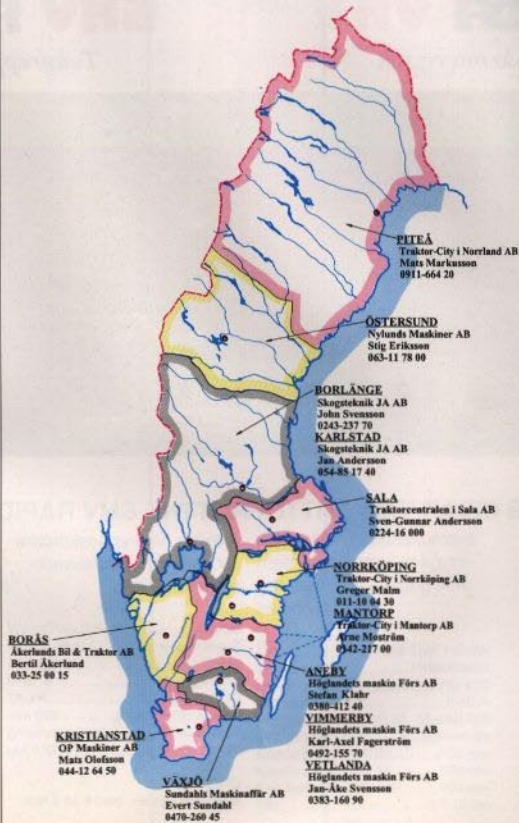 PITEÅ
Traktor-City i Norrland AB
Mats Markusson
0911-664 20
ÖSTERSUND
Nylunds Maskiner AB
Stig Eriksson
063-11 78 00
BORLÄNGE
Skogsteknik JA AB
John Svensson
0243-237 70
KARLSTAD
Skogsteknik JA AB
Jan Andersson
054-85 17 40
SALA
Traktorcentralen i Sala AB
Sven-Gunnar Andersson
0224-16 000
NORRKÖPING
Traktor-City i Norrköping AB
Greger Malm
011-10 04 30
MANTORP
Traktor-City i Mantorp AB
Arne Moström
0142-217 00
BORÅS
Åkerlunds Bil & Traktor AB
Bertil Åkerlund
033-25 00 15
ANEBY
Höglandets maskin Förs AB
Stefan Klahr
0380-412 40
VIMMERBY
Höglandets maskin Förs AB
Karl-Axel Fagerström
0492-155 70
VETLANDA
Höglandets maskin Förs AB
Jan-Åke Svensson
0383-160 90
KRISTIANSTAD
OP Maskiner AB
Mats Olofsson
044-12 64 50
VÄXJÖ
Sundahls Maskinaffär AB
Evert Sundahl
0470-260 45